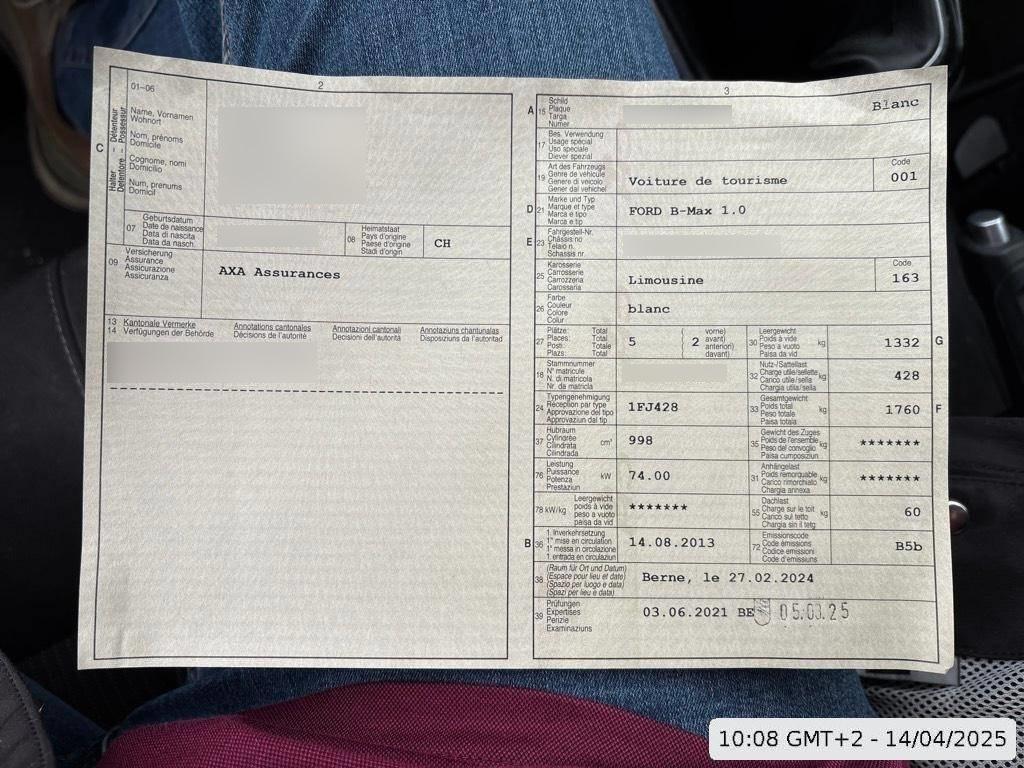 01-06
2
Halter - Détenteur
Detentore - Possessur
C
Name, Vornamen
Wohnort
Nom, prénoms
Domicile
Cognome, nomi
Domicilio
Num, prenums
Domicil
07
Geburtsdatum
Date de naissance
Data di nascita
Data da nasch.
08
Heimatstaat
Pays d'origine
Paese d'origine
Stadi d'origin
CH
09
Versicherung
Assurance
Assicurazione
Assicuranza
AXA Assurances
13 Kantonale Vermerke Annotations cantonales Annotazioni cantonali Annotaziuns chantunalas
14 Verfügungen der Behörde Décisions de l'autorité Decisioni dell'autorità Disposiziuns da l'autoritad
3
A 15
Schild
Plaque
Targa
Numer
Blanc
17
Bes. Verwendung
Usage spécial
Uso speciale
Diever spezial
19
Art des Fahrzeugs
Genre de véhicule
Genere di veicolo
Gener dal vehichel
Voiture de tourisme
Code
001
D 21
Marke und Typ
Marque et type
Marca e tipo
Marca e tip
FORD B-Max 1.0
E 23
Fahrgestell-Nr.
Châssis no
Telaio n.
Schassis nr.
25
Karosserie
Carrosserie
Carrozzeria
Carossaria
Limousine
Code
163
26
Farbe
Couleur
Colore
Colur
blanc
27
Plätze: Total
Places: Total
Posti: Totale
Plazs: Total
5
( vorne)
2 avant)
anteriori)
( davant)
30
Leergewicht
Poids à vide
Peso a vuoto
Paisa da vid
kg
1332
G
18
Stammnummer
N° matricule
N. di matricola
Nr. da matricla
32
Nutz-/Sattellast
Charge utile/sellette
Carico utile/sella
Chargia utila/sella
kg
428
24
Typengenehmigung
Réception par type
Approvazione del tipo
Approvaziun dal tip
1FJ428
33
Gesamtgewicht
Poids total
Peso totale
Paisa totala
kg
1760
F
37
Hubraum
Cylindrée
Cilindrata
Cilindrada
cm³
998
35
Gewicht des Zuges
Poids de l'ensemble
Peso del convoglio
Paisa cumposiziun
kg
*******
76
Leistung
Puissance
Potenza
Prestaziun
kW
74.00
31
Anhängelast
Poids remorquable
Carico rimorchiato
Chargia annexa
kg
*******
78 kW/kg
Leergewicht
poids à vide
peso a vuoto
paisa da vid
*******
55
Dachlast
Charge sur le toit
Carico sul tetto
Chargia sin il tetg
kg
60
B 36
1. Inverkehrsetzung
1re mise en circulation
1a messa in circolazione
1. entrada en circulaziun
14.08.2013
72
Emissionscode
Code émissions
Codice emissioni
Code d'emissiuns
B5b
38
(Raum für Ort und Datum)
(Espace pour lieu et date)
(Spazio per luogo e data)
(Spazi per lieu e data)
Berne, le 27.02.2024
39
Prüfungen
Expertises
Perizie
Examinaziuns
03.06.2021 BE 05.03.25
10:08 GMT+2 - 14/04/2025